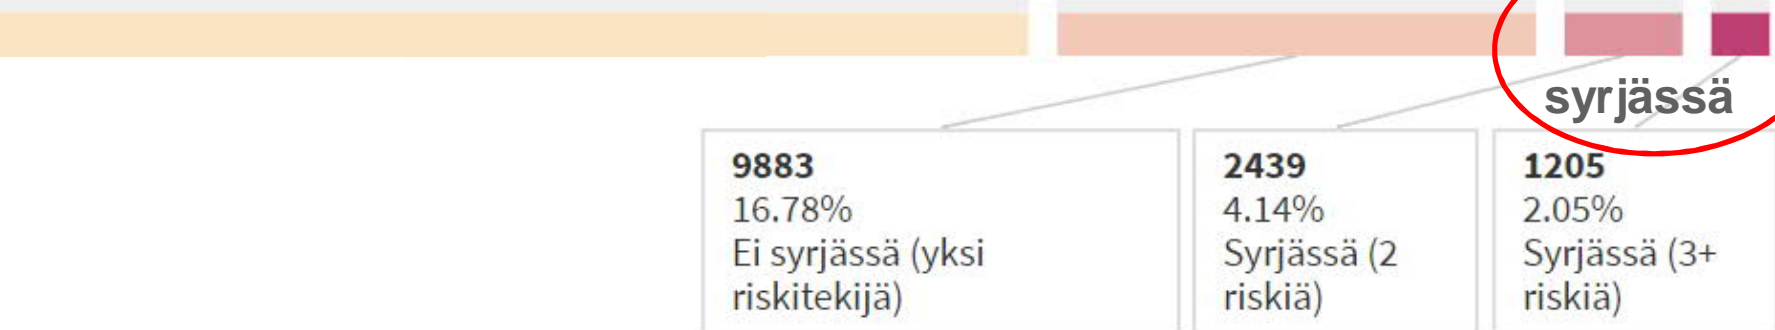 syrjässä
9883
16.78%
Ei syrjässä (yksi
riskitekijä)
2439
4.14%
Syrjässä (2
riskiä)
1205
2.05%
Syrjässä (3+
riskiä)